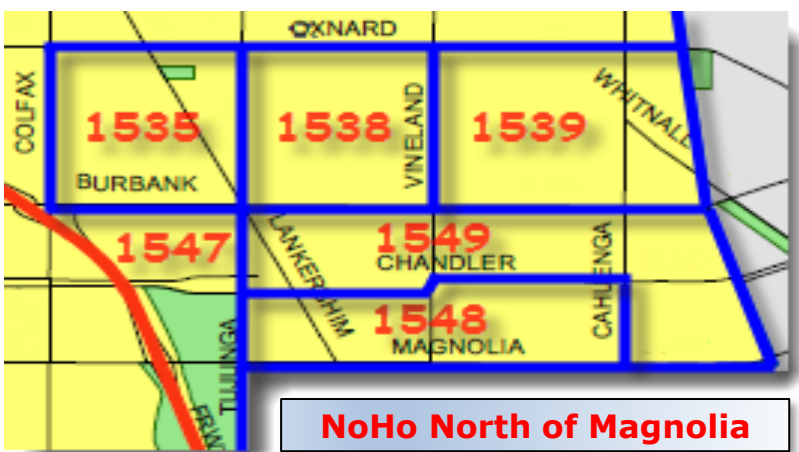 OXNARD
COLFAX
WHITNALL
1535
1538
VINELAND
1539
BURBANK
1547
LANKERSHIM
1549
CHANDLER
CAHUENGA
1548
MAGNOLIA
TUJUNGA
FRWY
NoHo North of Magnolia